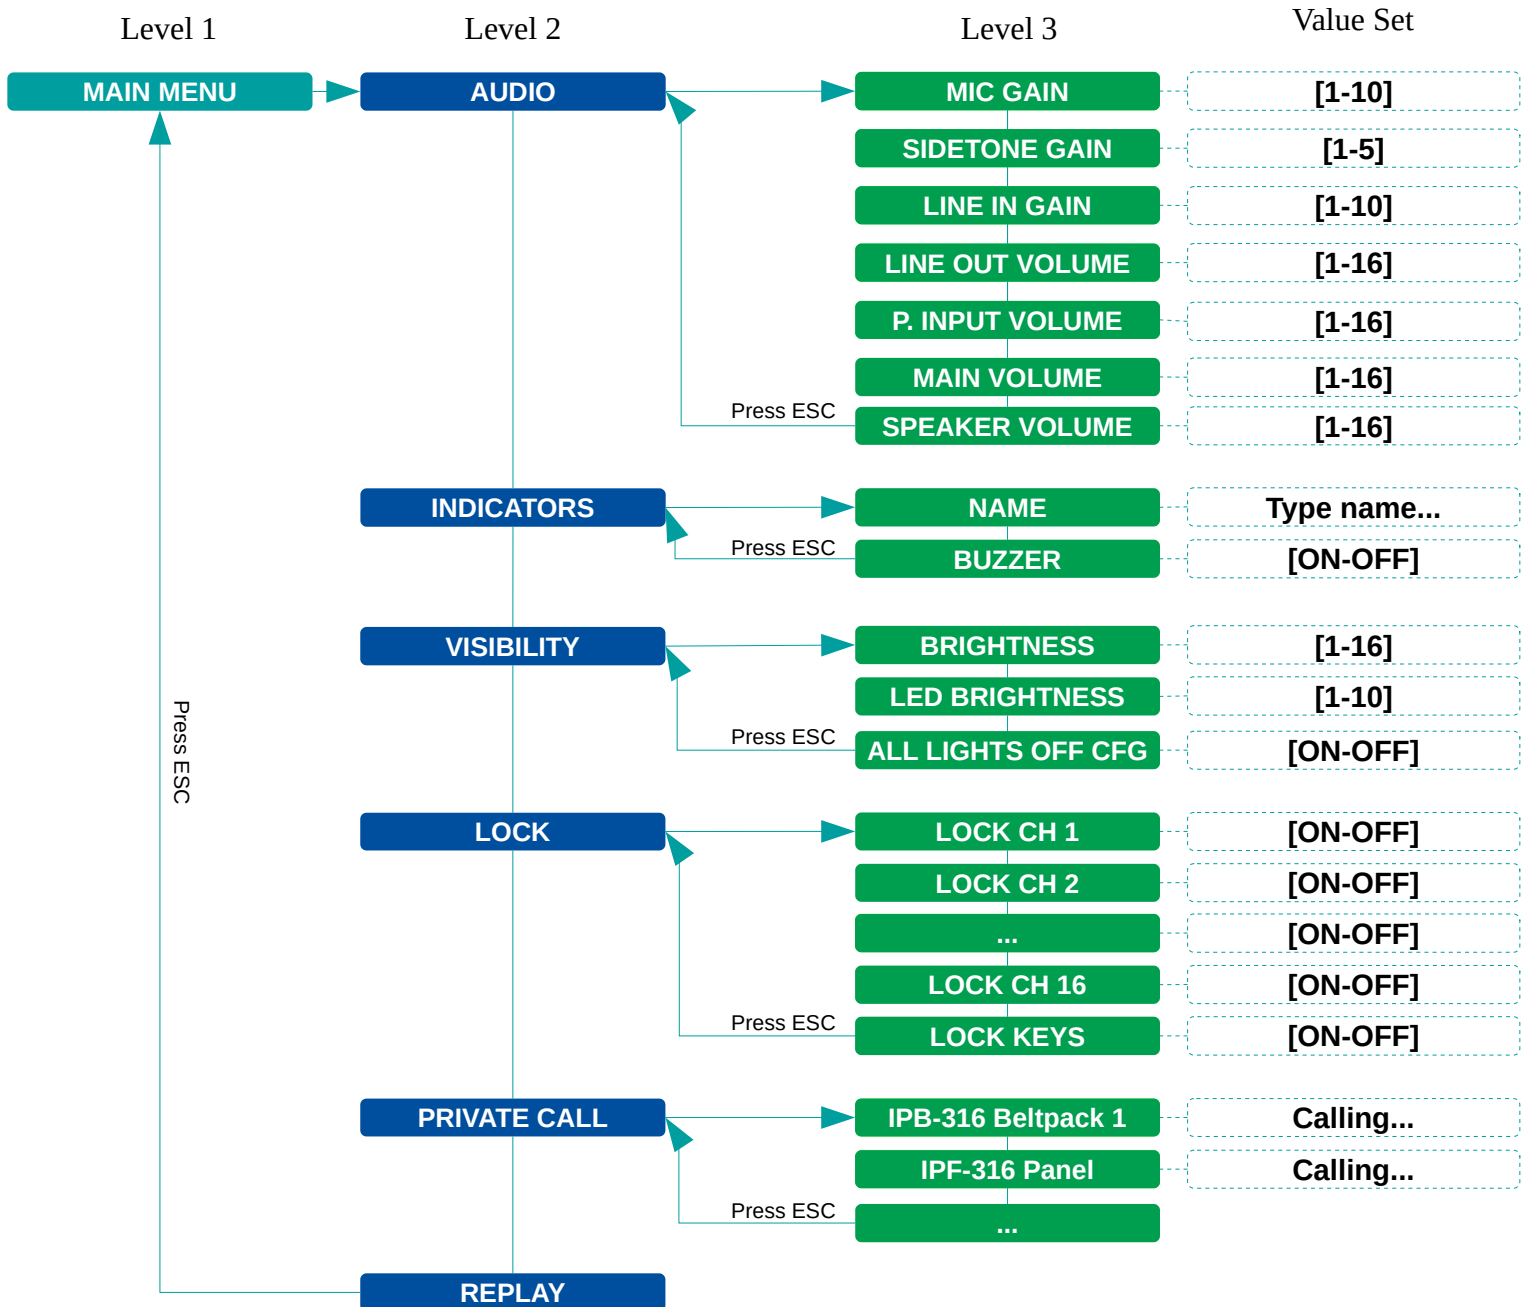 Level 1
Level 2
Level 3
Value Set
MAIN MENU
AUDIO
MIC GAIN
[1-10]
SIDETONE GAIN
[1-5]
LINE IN GAIN
[1-10]
LINE OUT VOLUME
[1-16]
P. INPUT VOLUME
[1-16]
MAIN VOLUME
[1-16]
Press ESC
SPEAKER VOLUME
[1-16]
INDICATORS
NAME
Type name...
Press ESC
BUZZER
[ON-OFF]
VISIBILITY
BRIGHTNESS
[1-16]
LED BRIGHTNESS
[1-10]
Press ESC
ALL LIGHTS OFF CFG
[ON-OFF]
Press ESC
LOCK
LOCK CH 1
[ON-OFF]
LOCK CH 2
[ON-OFF]
...
[ON-OFF]
LOCK CH 16
[ON-OFF]
Press ESC
LOCK KEYS
[ON-OFF]
PRIVATE CALL
IPB-316 Beltpack 1
Calling...
IPF-316 Panel
Calling...
Press ESC
...
REPLAY